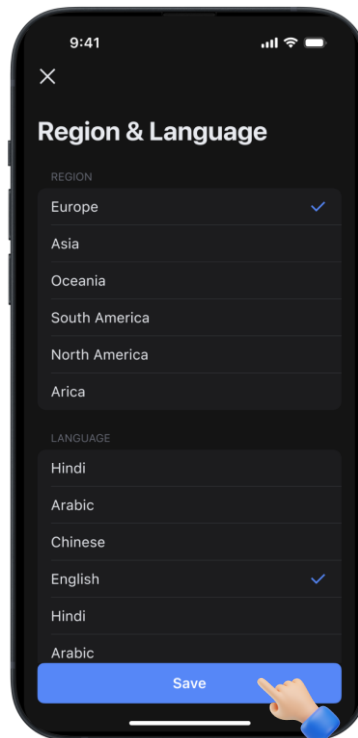 9:41
Region & Language
REGION
Europe
Asia
Oceania
South America
North America
Arica
LANGUAGE
Hindi
Arabic
Chinese
English
Hindi
Arabic
Save